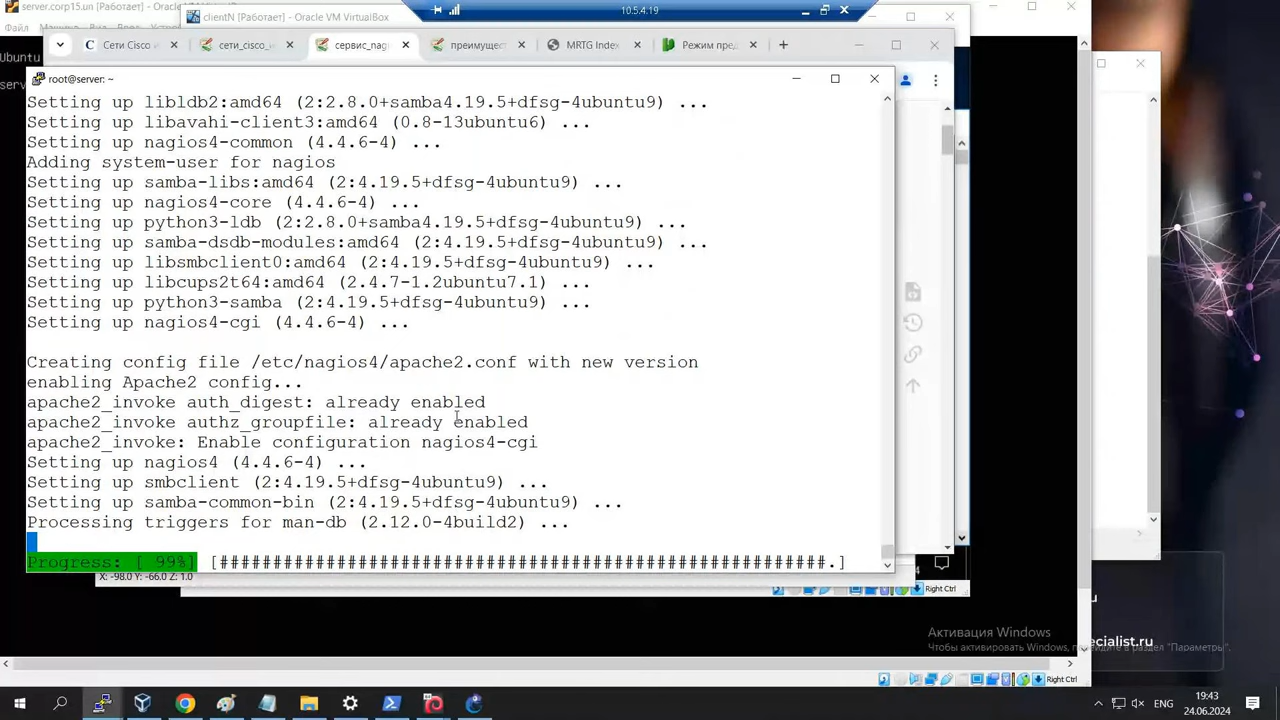 server.corp15.un [Работает] - Oracle VM
clientN [Работает] - Oracle VM VirtualBox
10.5.4.19
Файл
Сети Cisco и
сети_cis
сервис_nag
преимущест
MRTG Index
Режим пред
Ubuntu
serv
root@server: ~
Setting up libldb2:amd64 (2:2.8.0+samba4.19.5+dfsg-4ubuntu9) ...
Setting up libavahi-client3:amd64 (0.8-13ubuntu6) ...
Setting up nagios4-common (4.4.6-4) ...
Adding system-user for nagios
Setting up samba-libs:amd64 (2:4.19.5+dfsg-4ubuntu9) ...
Setting up nagios4-core (4.4.6-4) ...
Setting up python3-ldb (2:2.8.0+samba4.19.5+dfsg-4ubuntu9) ...
Setting up samba-dsdb-modules:amd64 (2:4.19.5+dfsg-4ubuntu9) ...
Setting up libsmbclient0:amd64 (2:4.19.5+dfsg-4ubuntu9) ...
Setting up libcups2t64:amd64 (2.4.7-1.2ubuntu7.1) ...
Setting up python3-samba (2:4.19.5+dfsg-4ubuntu9) ...
Setting up nagios4-cgi (4.4.6-4) ...
Creating config file /etc/nagios4/apache2.conf with new version
enabling Apache2 config...
apache2_invoke auth_digest: already enabled
apache2_invoke authz_groupfile: already enabled
apache2_invoke: Enable configuration nagios4-cgi
Setting up nagios4 (4.4.6-4) ...
Setting up smbclient (2:4.19.5+dfsg-4ubuntu9) ...
Setting up samba-common-bin (2:4.19.5+dfsg-4ubuntu9) ...
Processing triggers for man-db (2.12.0-4build2) ...
Progress: [ 99%] [#########################################################.]
X: -98.0 Y: -66.0 Z: 1.0
Right Ctrl
u
Активация Windows
Чтобы активировать Windows, перейдите в раздел "Параметры".
ecialist.ru
Right Ctrl
ENG
19:43
24.06.2024